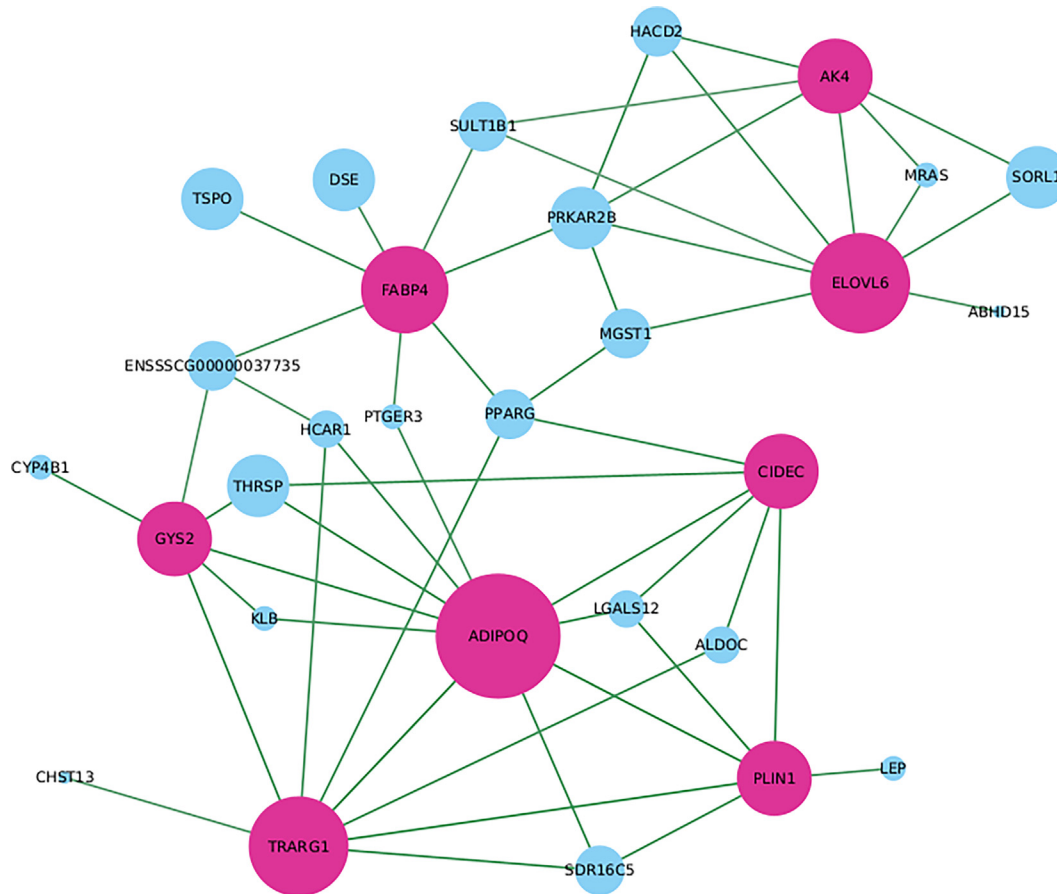 HACD2
AK4
SULT1B1
DSE
MRAS
SORL1
TSPO
PRKAR2B
FABP4
ELOVL6
ABHD15
MGST1
ENSSSCG00000037735
PTGER3
PPARG
HCAR1
CYP4B1
CIDEC
THRSP
GYS2
LGALS12
KLB
ADIPOQ
ALDOC
CHST13
LEP
PLIN1
TRARG1
SDR16C5